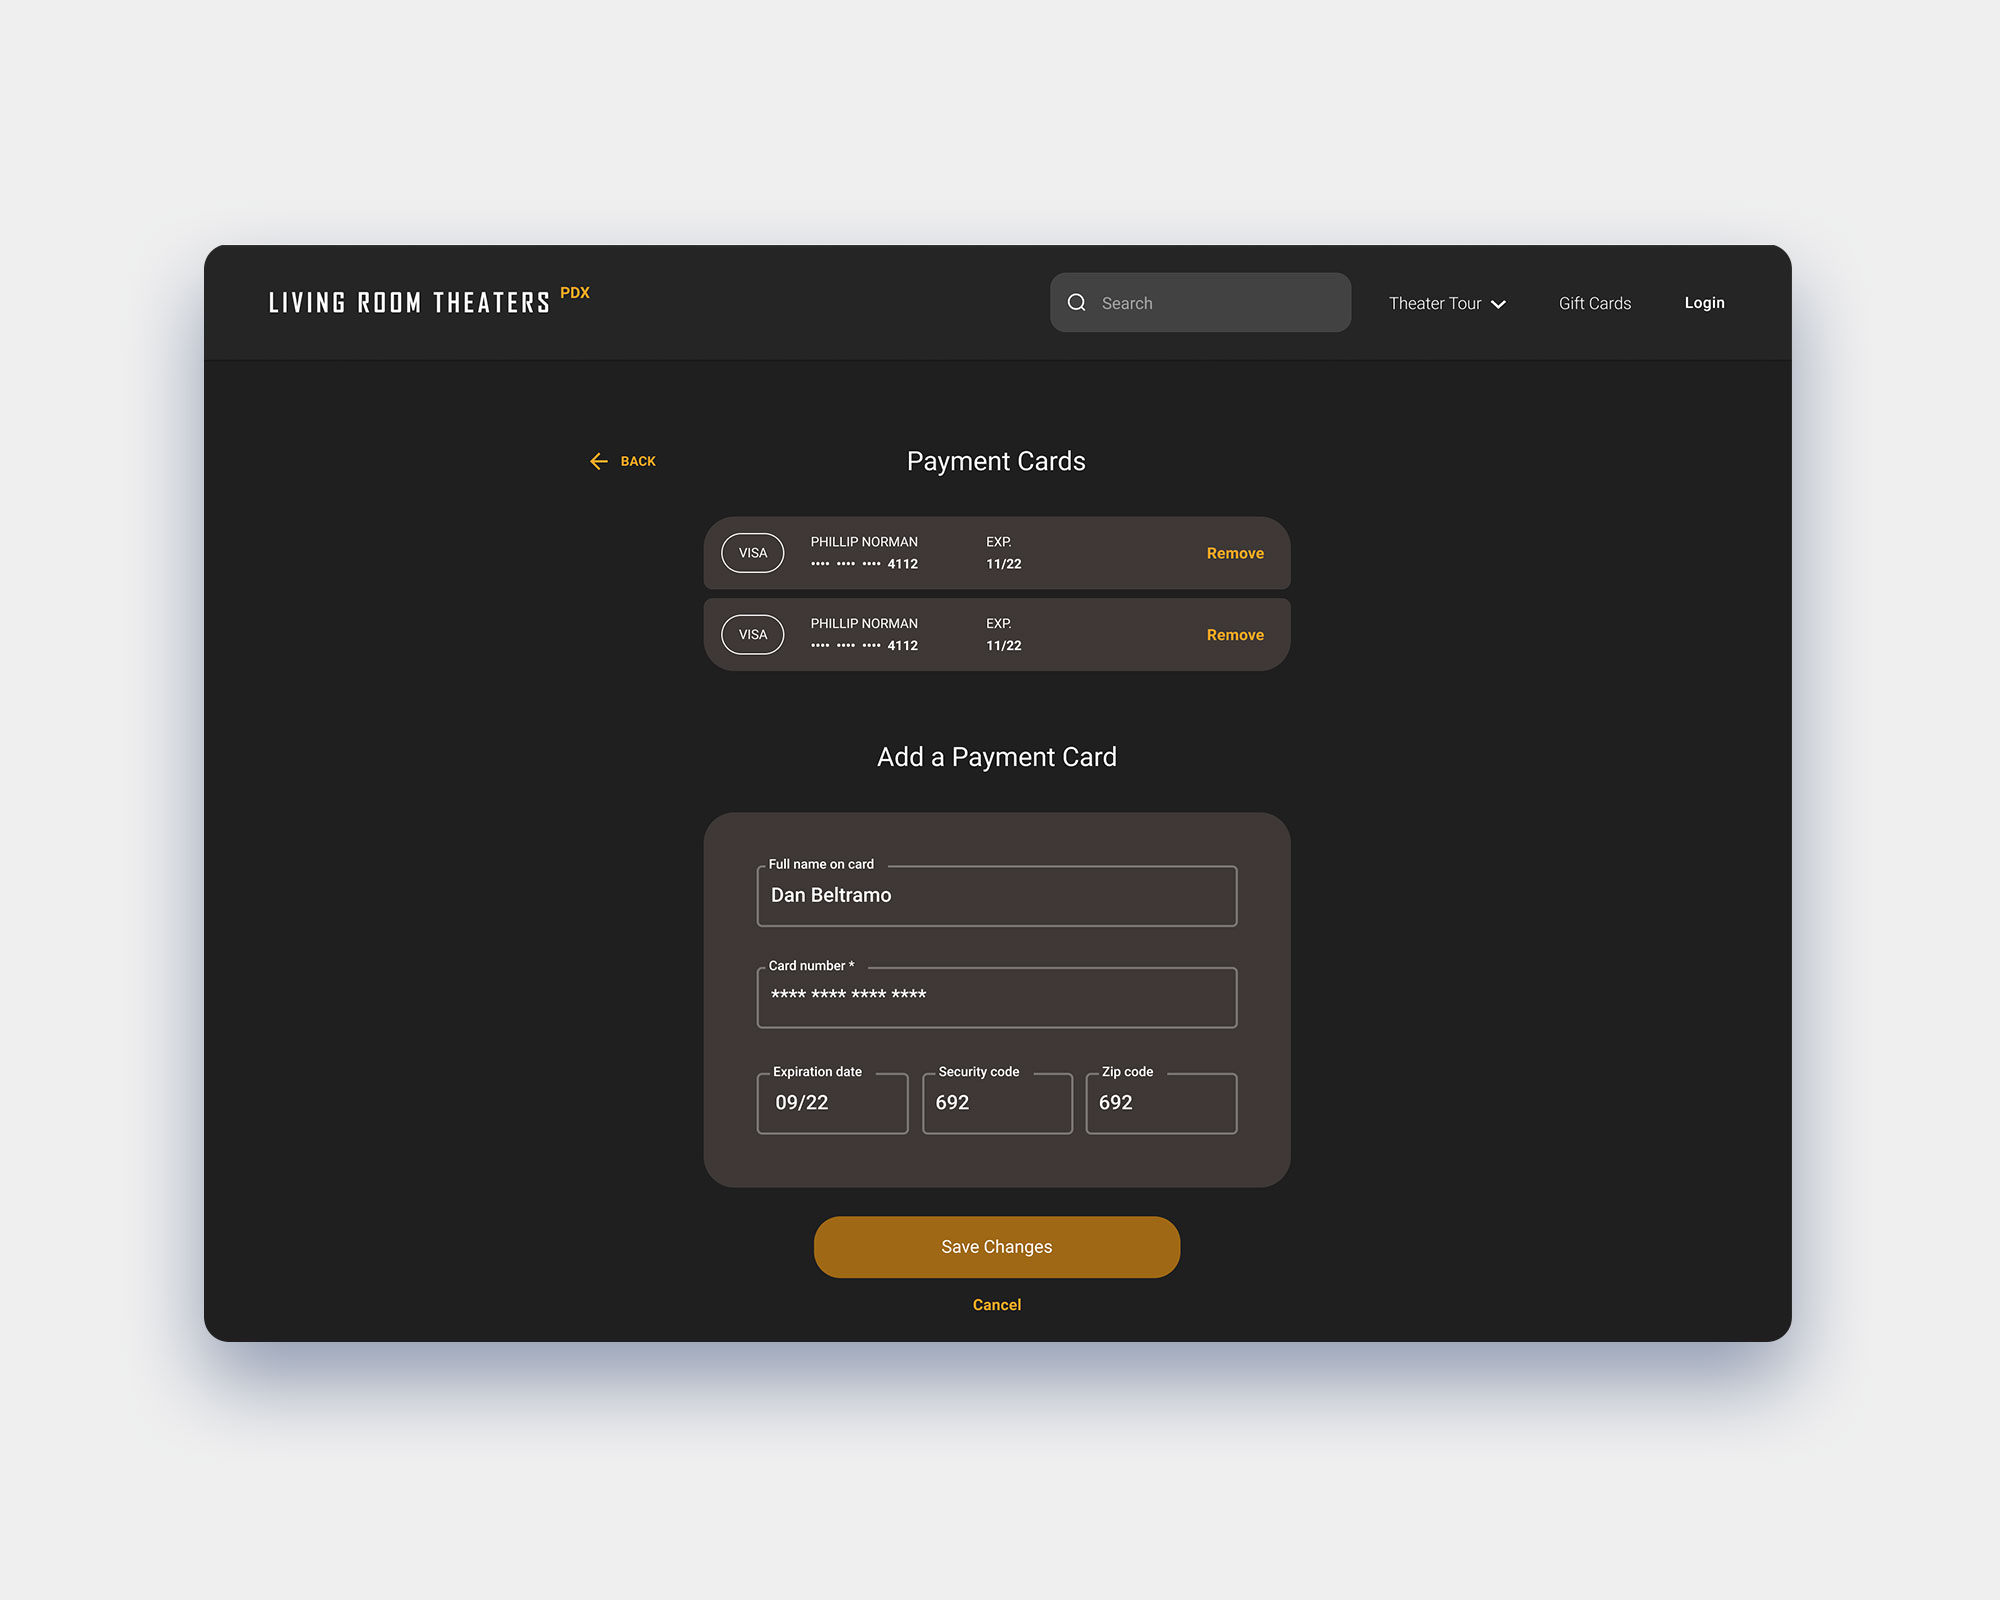 LIVING ROOM THEATERS PDX
Search
Theater Tour
Gift Cards
Login
BACK
Payment Cards
VISA
PHILLIP NORMAN
•••• •••• •••• 4112
EXP.
11/22
Remove
VISA
PHILLIP NORMAN
•••• •••• •••• 4112
EXP.
11/22
Remove
Add a Payment Card
Full name on card
Dan Beltramo
Card number *
**** **** **** ****
Expiration date
09/22
Security code
692
Zip code
692
Save Changes
Cancel